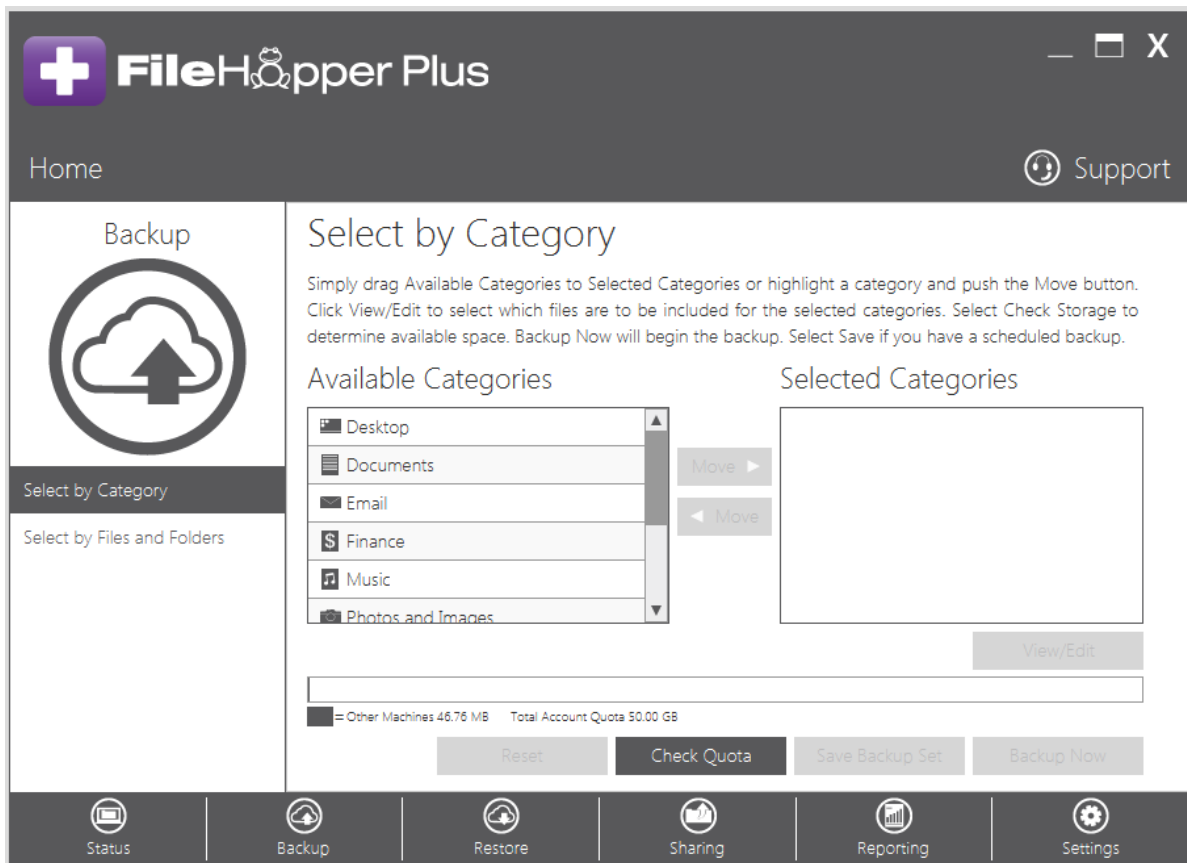 FileHopper Plus
Home
Support
Backup
Select by Category
Select by Files and Folders
Select by Category
Simply drag Available Categories to Selected Categories or highlight a category and push the Move button.
Click View/Edit to select which files are to be included for the selected categories. Select Check Storage to
determine available space. Backup Now will begin the backup. Select Save if you have a scheduled backup.
Available Categories
Selected Categories
Desktop
Documents
Email
Finance
Music
Photos and Images
Move
Move
View/Edit
= Other Machines 46.76 MB Total Account Quota 50.00 GB
Reset
Check Quota
Save Backup Set
Backup Now
Status
Backup
Restore
Sharing
Reporting
Settings